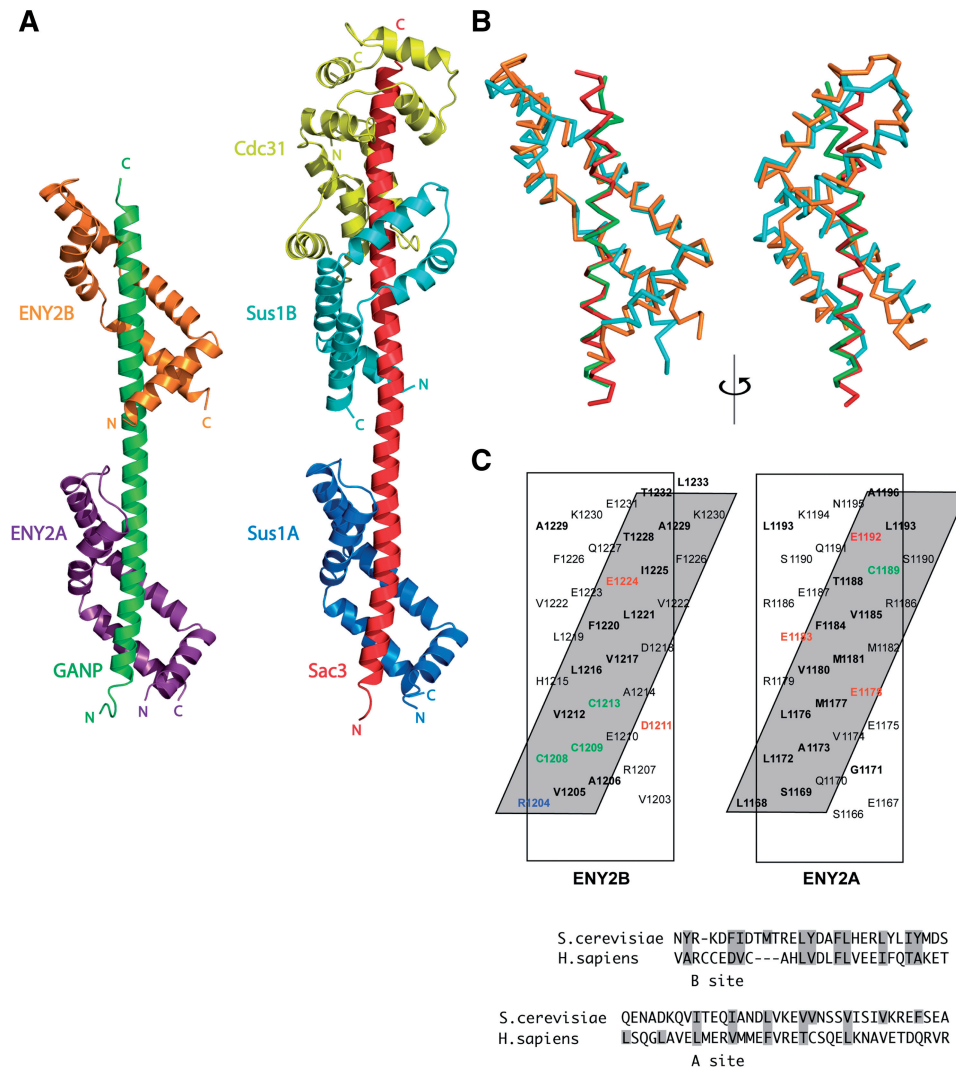 A
B
C
C
C
Cdc31
N
C
ENY2B
Sus1B
N
N
C
C
ENY2A
Sus1A
GANP
Sac3
N
N
C
N
C
N
C
L1233
T1232
E1231
K1230
K1230
A1229
A1229
T1228
Q1227
F1226
F1226
I1225
E1224
E1223
V1222
V1222
L1221
F1220
L1219
D1218
V1217
L1216
H1215
A1214
C1213
V1212
D1211
E1210
C1209
C1208
R1207
A1206
V1205
R1204
V1203
ENY2B
A1196
N1195
K1194
L1193
L1193
E1192
Q1191
S1190
S1190
C1189
T1188
E1187
R1186
R1186
V1185
F1184
E1183
M1182
M1181
V1180
R1179
E1178
M1177
L1176
E1175
V1174
A1173
L1172
G1171
Q1170
S1169
L1168
E1167
S1166
ENY2A
S.cerevisiae NYR-KDFIDTMTRELYDAFLHERLYLIYMDS
H.sapiens VARCCEDVC---AHLVDLFLVEEIFQTAKET
B site
S.cerevisiae QENADKQVITEQIANDLVKEVVNSSVISIVKREFSEA
H.sapiens LSQGLAVELMERVMMEFVRETCSQELKNAVETDQRVR
A site